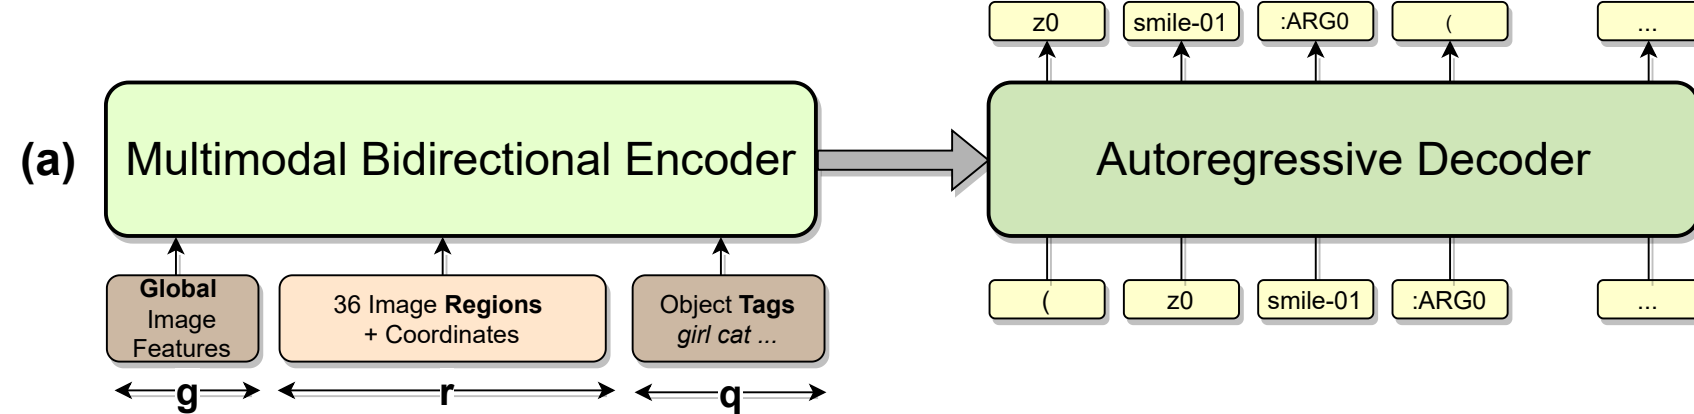 z0 smile-01 :ARG0 ( ...
(a) Multimodal Bidirectional Encoder Autoregressive Decoder
Global
Image
Features
36 Image Regions
+ Coordinates
Object Tags
girl cat ...
( z0 smile-01 :ARG0 ...
g r q